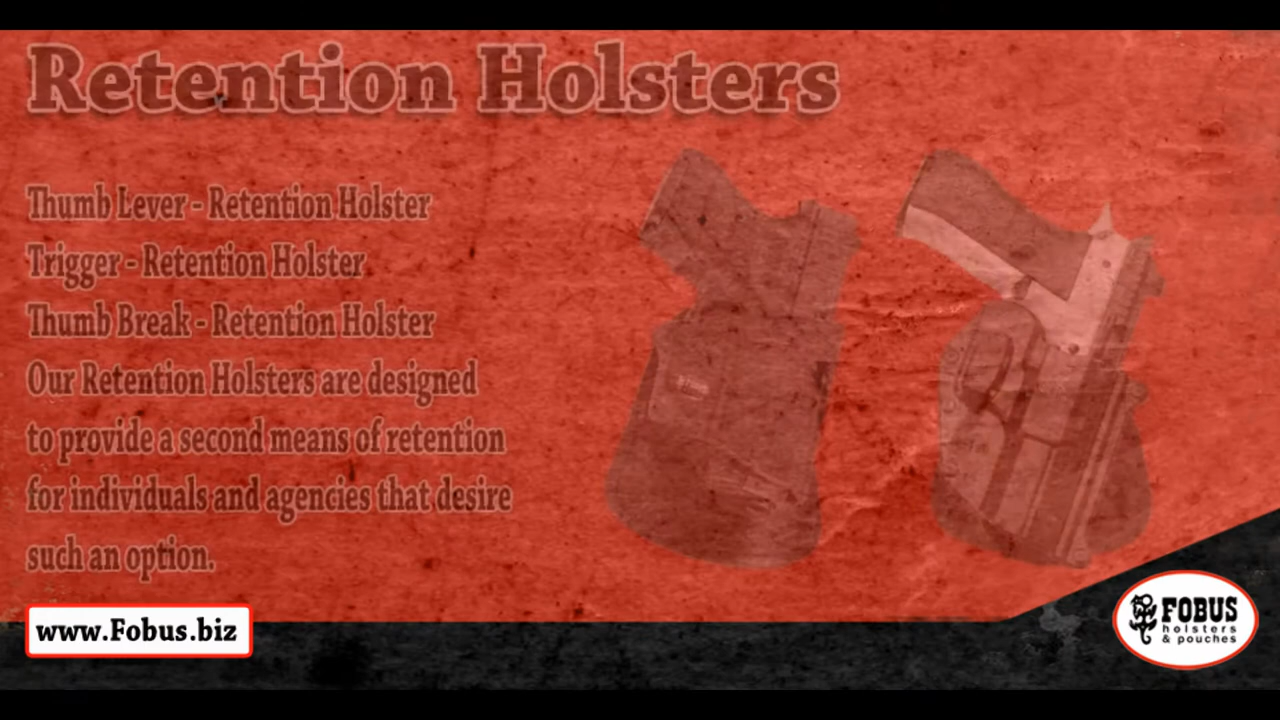 Retention Holsters
Thumb Lever - Retention Holster
Trigger - Retention Holster
Thumb Break - Retention Holster
Our Retention Holsters are designed
to provide a second means of retention
for individuals and agencies that desire
such an option.
www.Fobus.biz
FOBUS
holsters
& pouches